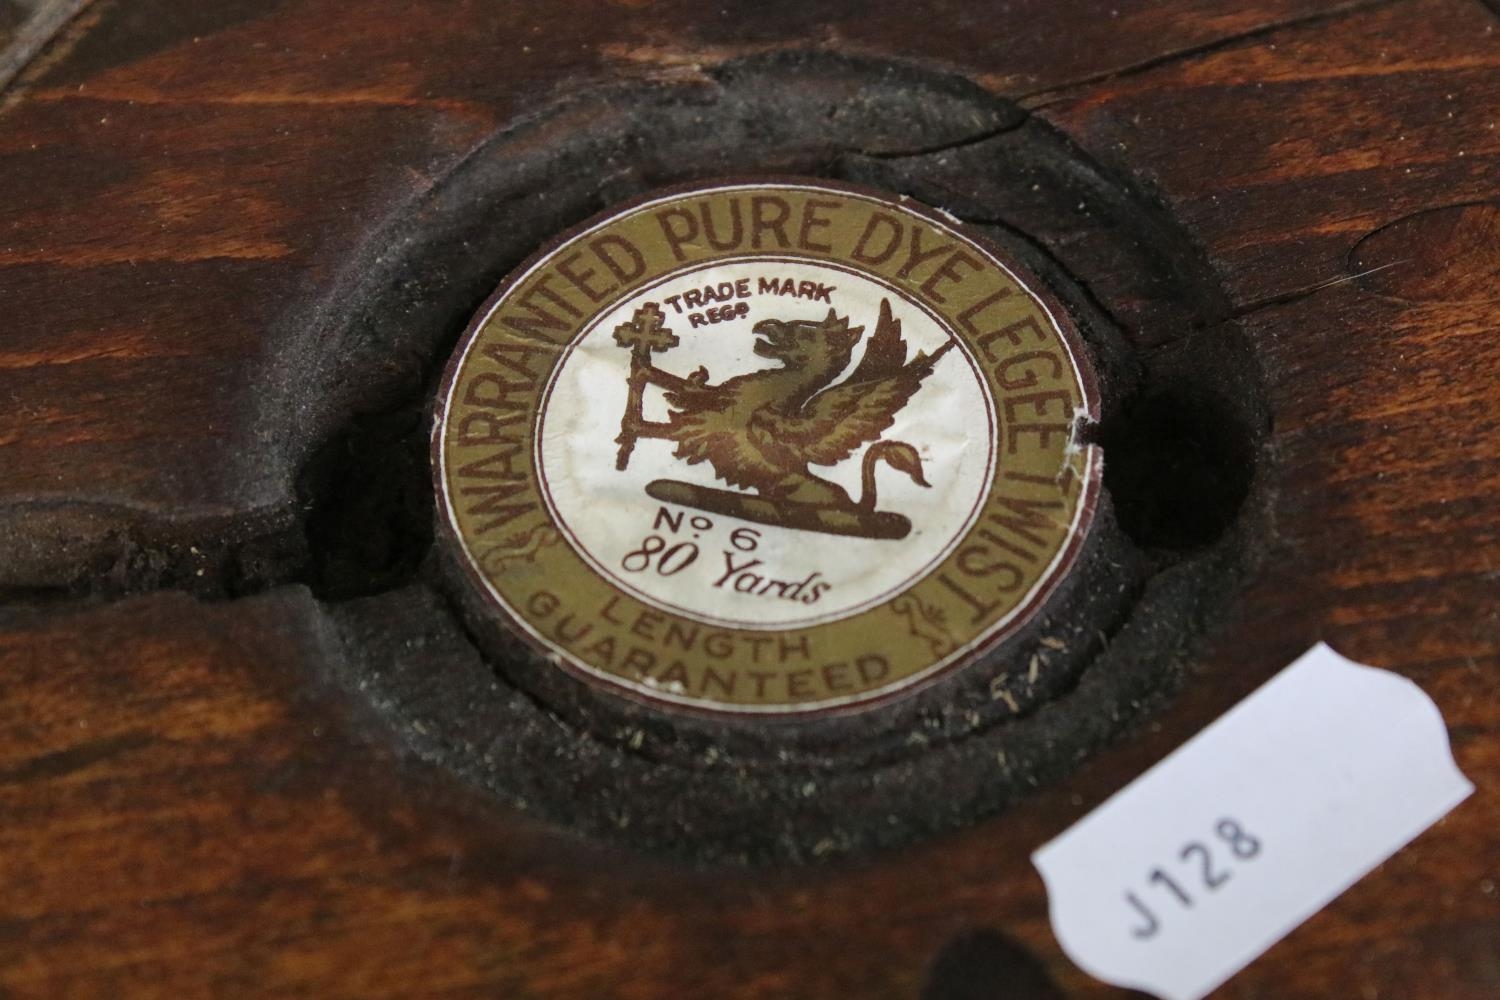 WARRANTED PURE DYE LEGEE TWIST
TRADE MARK
REGD
No. 6
80 Yards
LENGTH
GUARANTEED
J128